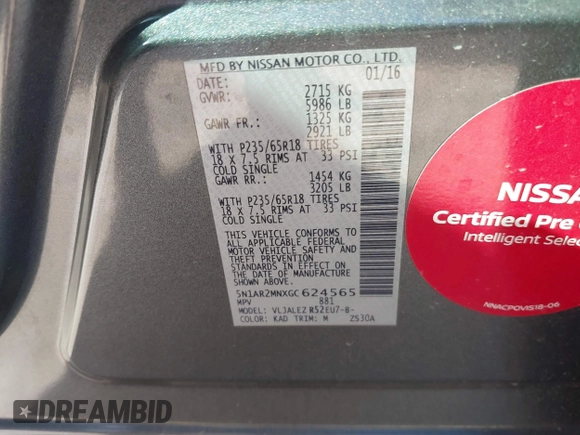 MFD BY NISSAN MOTOR CO., LTD.
DATE: 01/16
GVWR: 2715 KG
5986 LB
GAWR FR.: 1325 KG
2921 LB
WITH P235/65R18 TIRES
18 X 7.5 RIMS AT 33 PSI
COLD SINGLE
GAWR RR.: 1454 KG
3205 LB
WITH P235/65R18 TIRES
18 X 7.5 RIMS AT 33 PSI
COLD SINGLE
THIS VEHICLE CONFORMS TO
ALL APPLICABLE FEDERAL
MOTOR VEHICLE SAFETY
AND THEFT PREVENTION
STANDARDS IN EFFECT ON
THE DATE OF MANUFACTURE
SHOWN ABOVE.
5N1AR2MNXGC624565
MPV 881
MODEL: VLJALEZ R52EU7-B-
COLOR: KAD TRIM: M 2530A
NISSA
Certified Pre
Intelligent Selec
NNACPOVIS18-06
DREAMBID